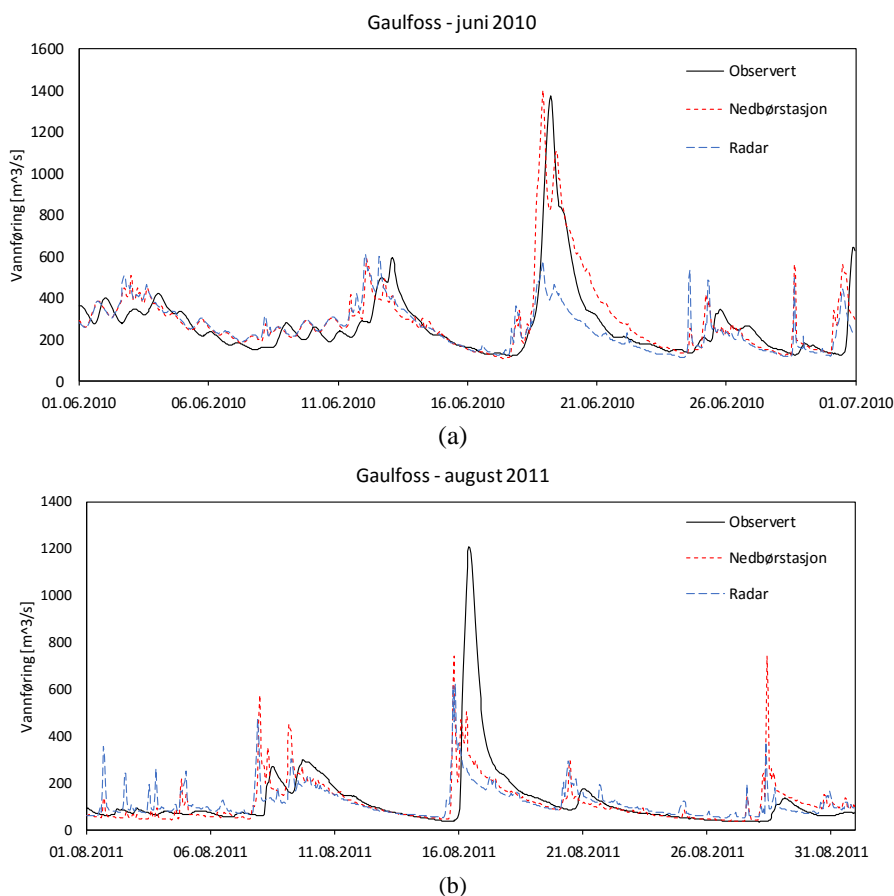 Gaulfoss - juni 2010
Vannføring [m^3/s]
1600
1400
1200
1000
800
600
400
200
0
Observert
Nedbørstasjon
Radar
01.06.2010 06.06.2010 11.06.2010 16.06.2010 21.06.2010 26.06.2010 01.07.2010
(a)
Gaulfoss - august 2011
Vannføring [m^3/s]
1400
1200
1000
800
600
400
200
0
Observert
Nedbørstasjon
Radar
01.08.2011 06.08.2011 11.08.2011 16.08.2011 21.08.2011 26.08.2011 31.08.2011
(b)